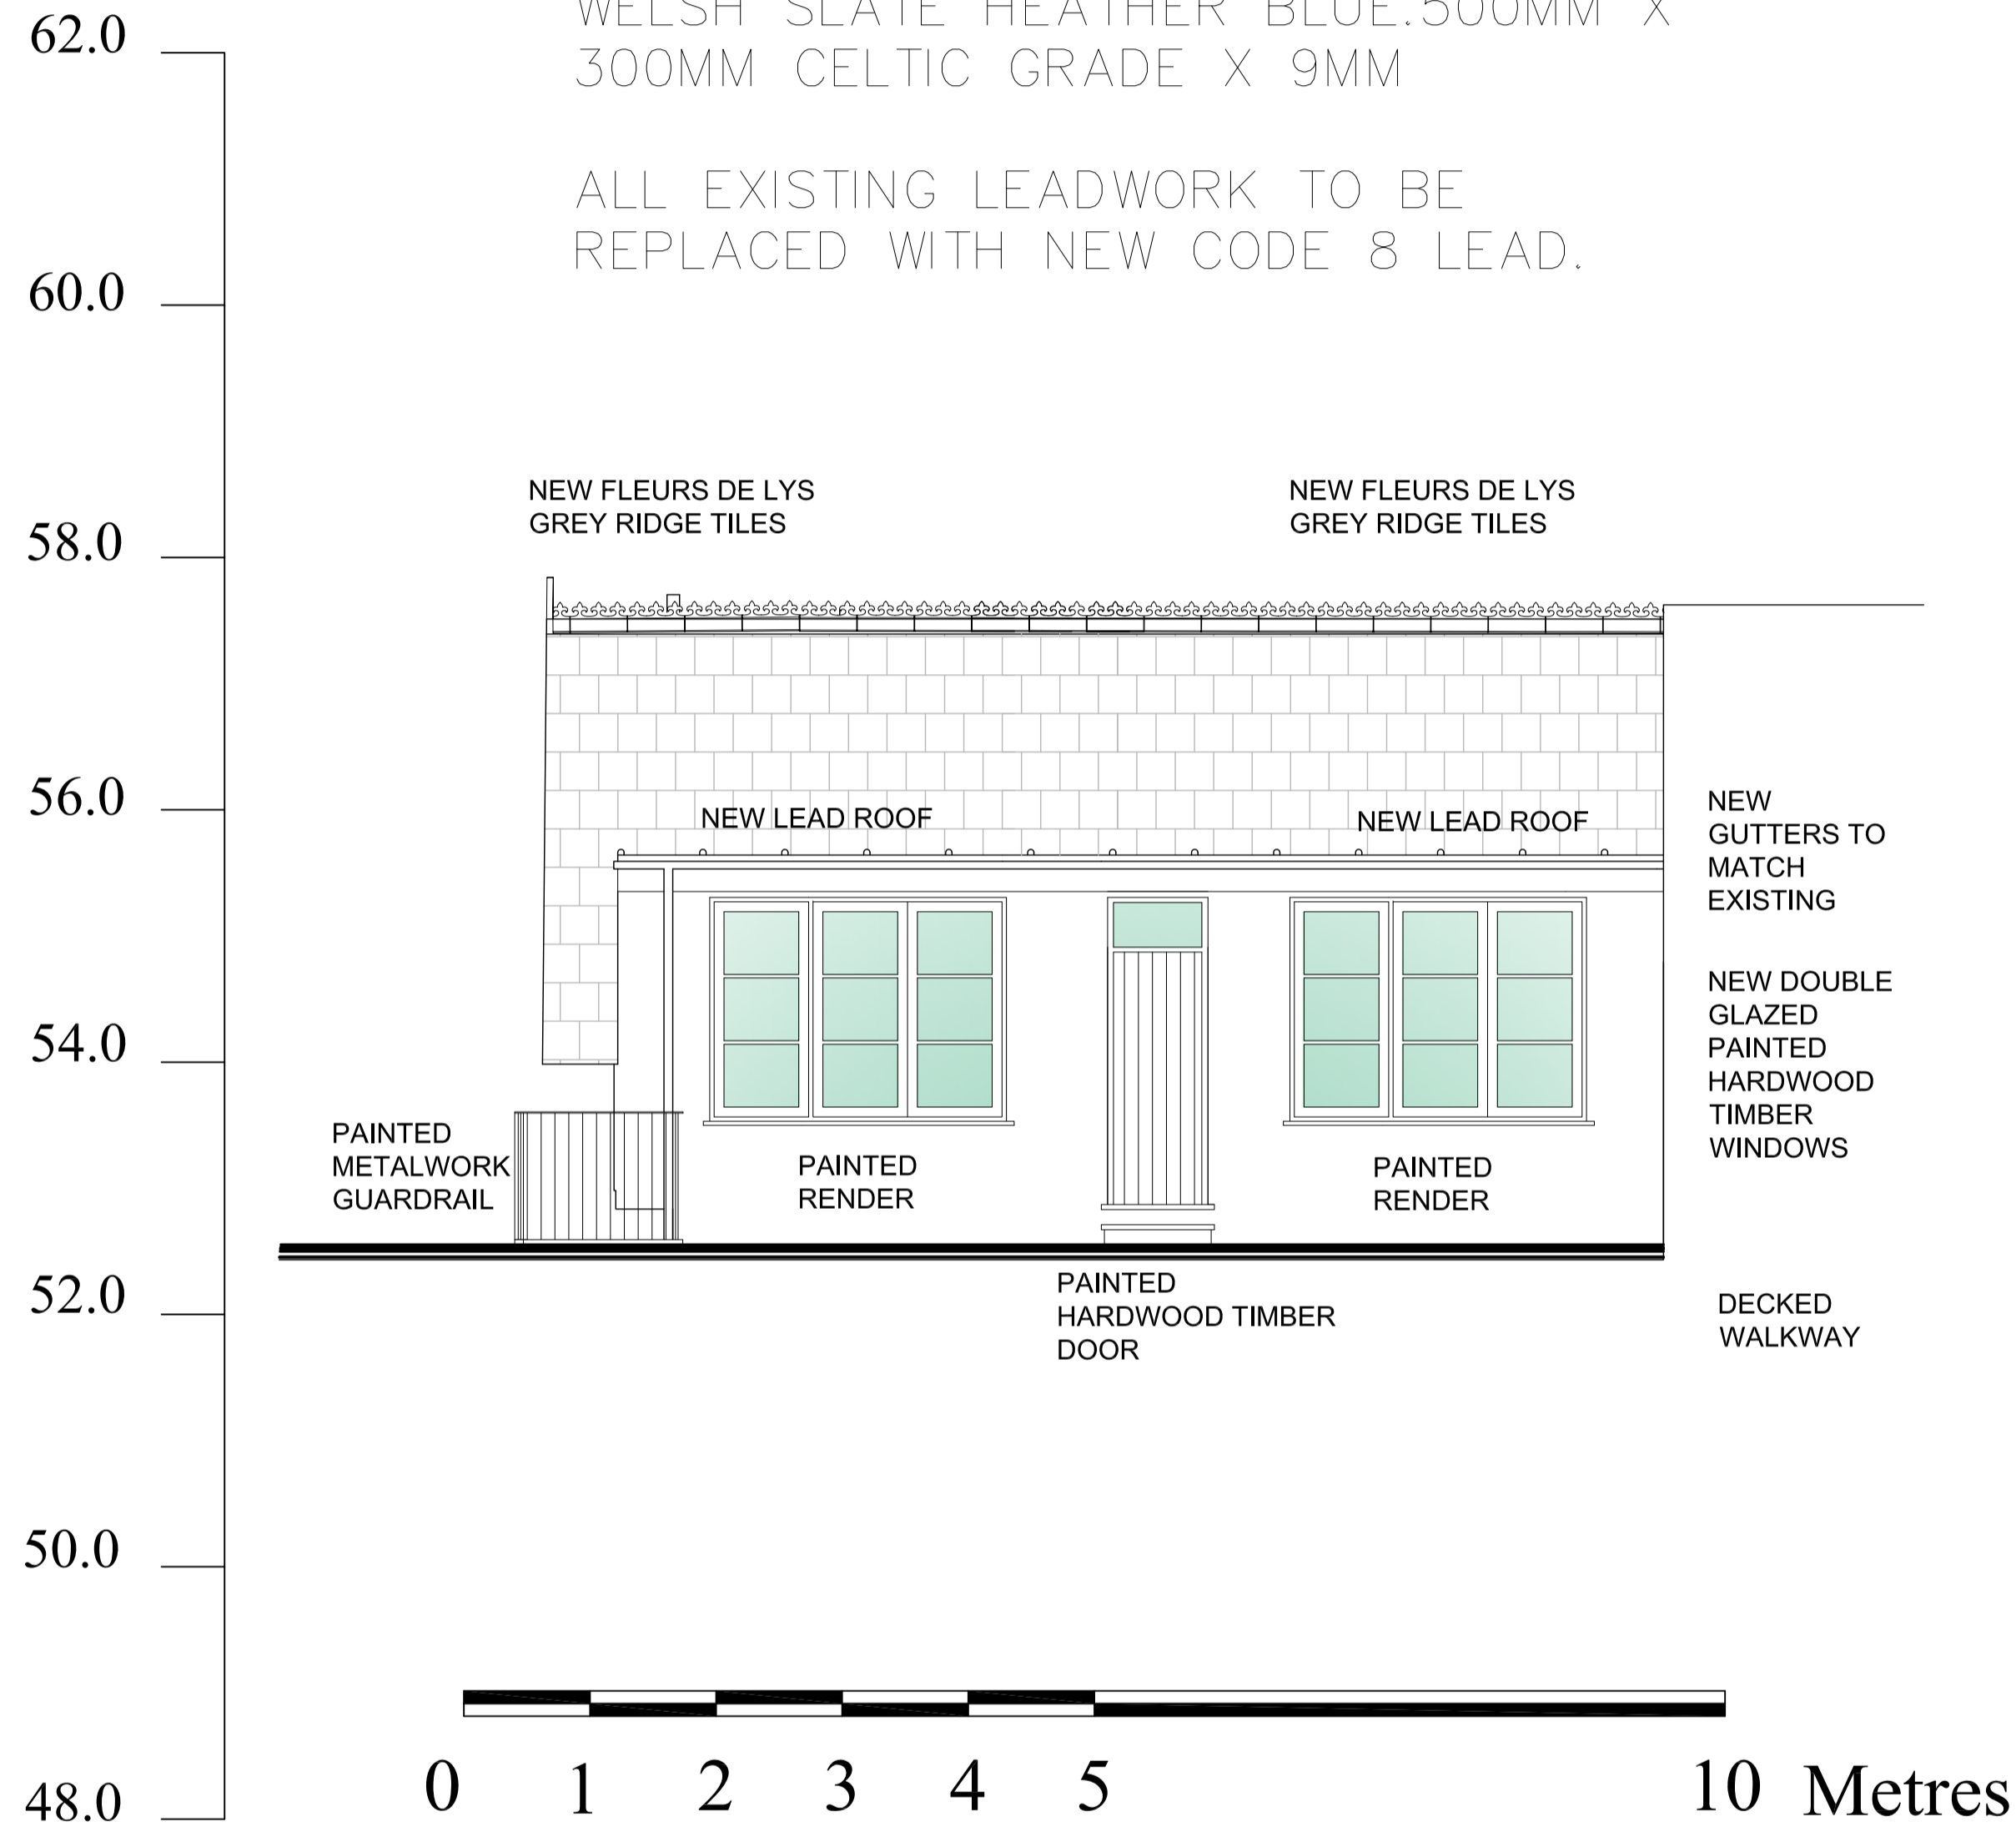 WELSH SLATE HEATHER BLUE.500MM X
300MM CELTIC GRADE X 9MM
ALL EXISTING LEADWORK TO BE
REPLACED WITH NEW CODE 8 LEAD.
62.0
60.0
58.0
56.0
54.0
52.0
50.0
48.0
NEW FLEURS DE LYS
GREY RIDGE TILES
NEW FLEURS DE LYS
GREY RIDGE TILES
NEW LEAD ROOF
NEW LEAD ROOF
NEW
GUTTERS TO
MATCH
EXISTING
NEW DOUBLE
GLAZED
PAINTED
HARDWOOD
TIMBER
WINDOWS
PAINTED
METALWORK
GUARDRAIL
PAINTED
RENDER
PAINTED
RENDER
PAINTED
HARDWOOD TIMBER
DOOR
DECKED
WALKWAY
0 1 2 3 4 5 10 Metres